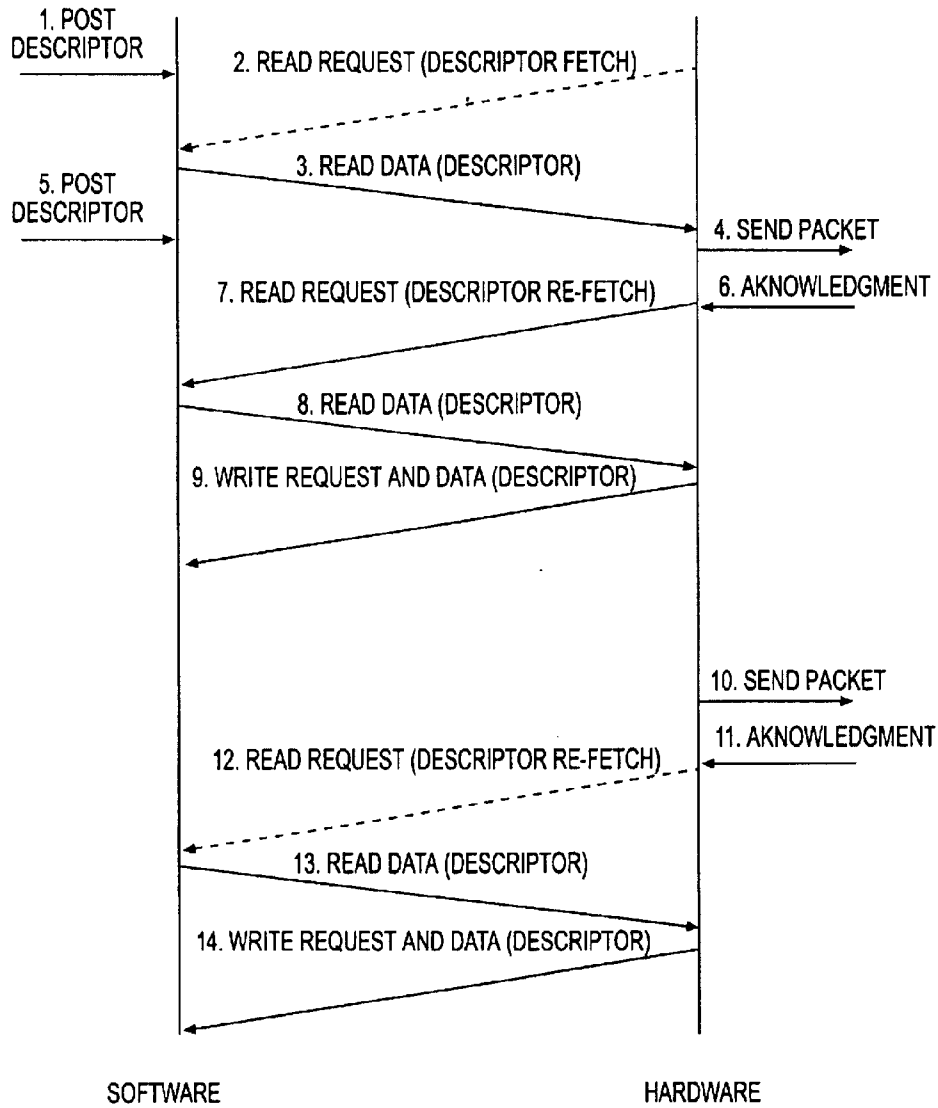 1. POST
DESCRIPTOR
2. READ REQUEST (DESCRIPTOR FETCH)
3. READ DATA (DESCRIPTOR)
5. POST
DESCRIPTOR
4. SEND PACKET
7. READ REQUEST (DESCRIPTOR RE-FETCH)
6. AKNOWLEDGMENT
8. READ DATA (DESCRIPTOR)
9. WRITE REQUEST AND DATA (DESCRIPTOR)
10. SEND PACKET
11. AKNOWLEDGMENT
12. READ REQUEST (DESCRIPTOR RE-FETCH)
13. READ DATA (DESCRIPTOR)
14. WRITE REQUEST AND DATA (DESCRIPTOR)
SOFTWARE
HARDWARE